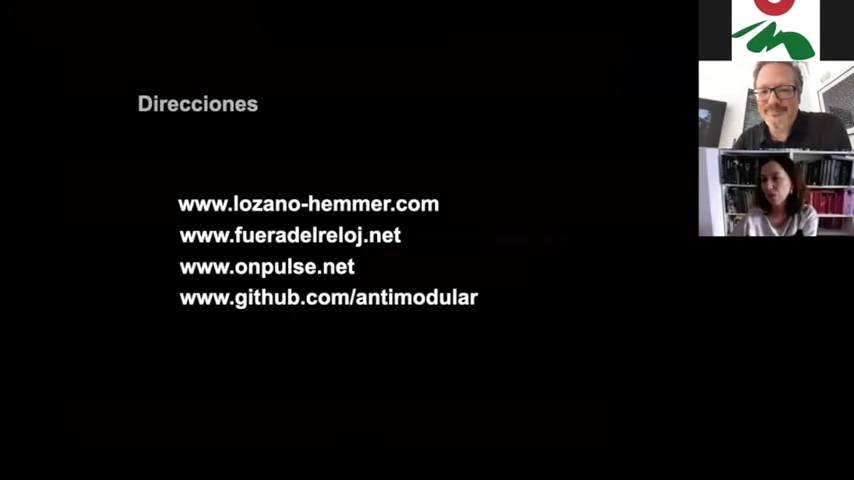 Direcciones
www.lozano-hemmer.com
www.fueradelreloj.net
www.onpulse.net
www.github.com/antimodular